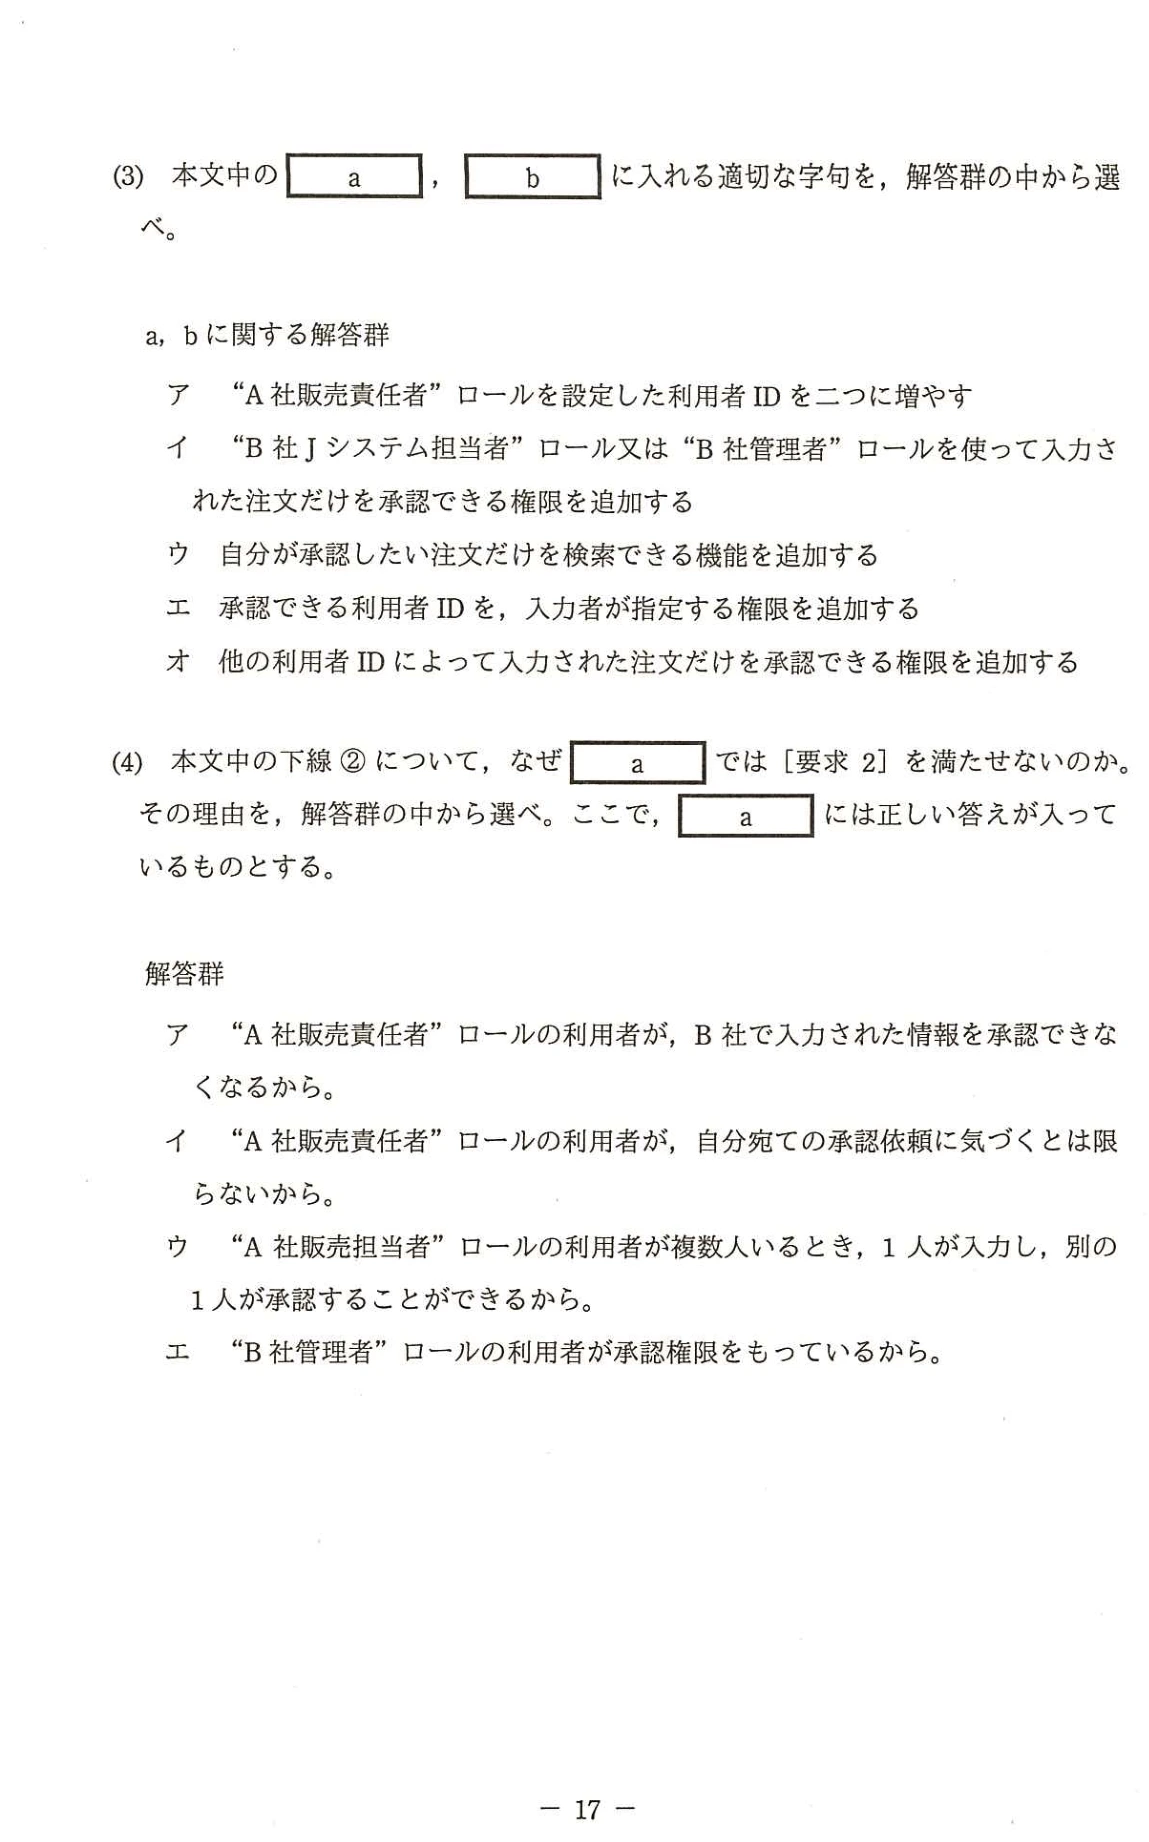 (3) 本文中の a ， b に入れる適切な字句を，解答群の中から選
べ。
a，b に関する解答群
ア “A 社販売責任者”ロールを設定した利用者 ID を二つに増やす
イ “B 社 J システム担当者”ロール又は“B 社管理者”ロールを使って入力さ
れた注文だけを承認できる権限を追加する
ウ 自分が承認したい注文だけを検索できる機能を追加する
エ 承認できる利用者 ID を，入力者が指定する権限を追加する
オ 他の利用者 ID によって入力された注文だけを承認できる権限を追加する
(4) 本文中の下線 ② について，なぜ a では［要求 2］を満たせないのか。
その理由を，解答群の中から選べ。ここで， a には正しい答えが入って
いるものとする。
解答群
ア “A 社販売責任者”ロールの利用者が，B 社で入力された情報を承認できな
くなるから。
イ “A 社販売責任者”ロールの利用者が，自分宛ての承認依頼に気づくとは限
らないから。
ウ “A 社販売担当者”ロールの利用者が複数人いるとき，1 人が入力し，別の
1 人が承認することができるから。
エ “B 社管理者”ロールの利用者が承認権限をもっているから。
－ 17 －